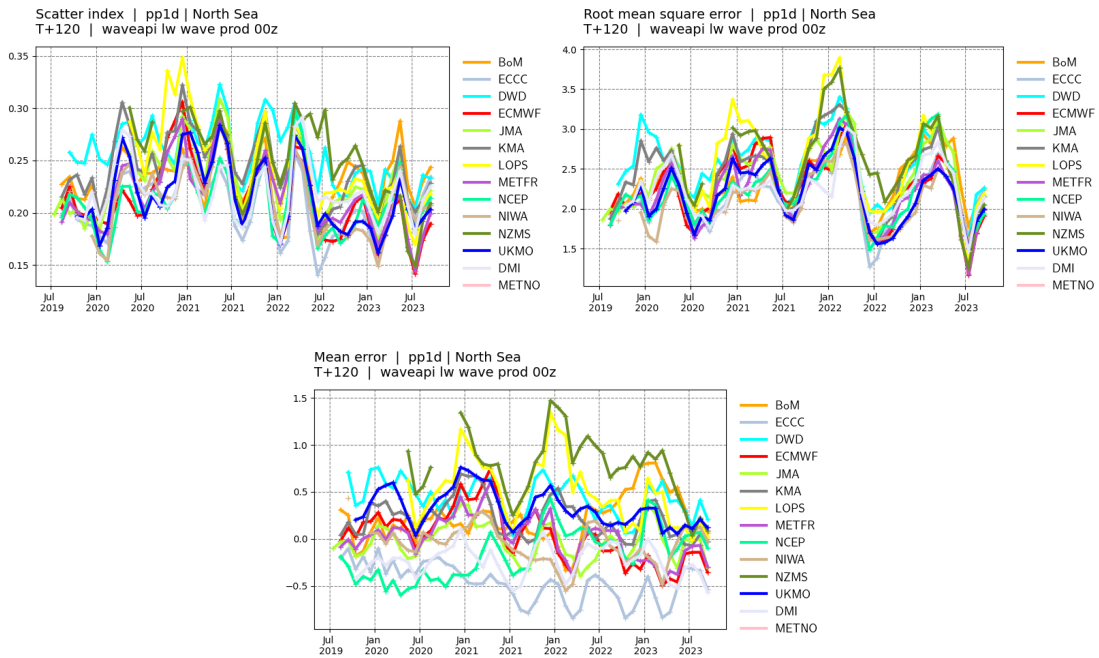 Scatter index | pp1d | North Sea
T+120 | waveapi lw wave prod 00z
0.35
0.30
0.25
0.20
0.15
Jul
2019
Jan
2020
Jul
2020
Jan
2021
Jul
2021
Jan
2022
Jul
2022
Jan
2023
Jul
2023
BoM
ECCC
DWD
ECMWF
JMA
KMA
LOPS
METFR
NCEP
NIWA
NZMS
UKMO
DMI
METNO
Root mean square error | pp1d | North Sea
T+120 | waveapi lw wave prod 00z
4.0
3.5
3.0
2.5
2.0
1.5
Jul
2019
Jan
2020
Jul
2020
Jan
2021
Jul
2021
Jan
2022
Jul
2022
Jan
2023
Jul
2023
BoM
ECCC
DWD
ECMWF
JMA
KMA
LOPS
METFR
NCEP
NIWA
NZMS
UKMO
DMI
METNO
Mean error | pp1d | North Sea
T+120 | waveapi lw wave prod 00z
1.5
1.0
0.5
0.0
−0.5
Jul
2019
Jan
2020
Jul
2020
Jan
2021
Jul
2021
Jan
2022
Jul
2022
Jan
2023
Jul
2023
BoM
ECCC
DWD
ECMWF
JMA
KMA
LOPS
METFR
NCEP
NIWA
NZMS
UKMO
DMI
METNO